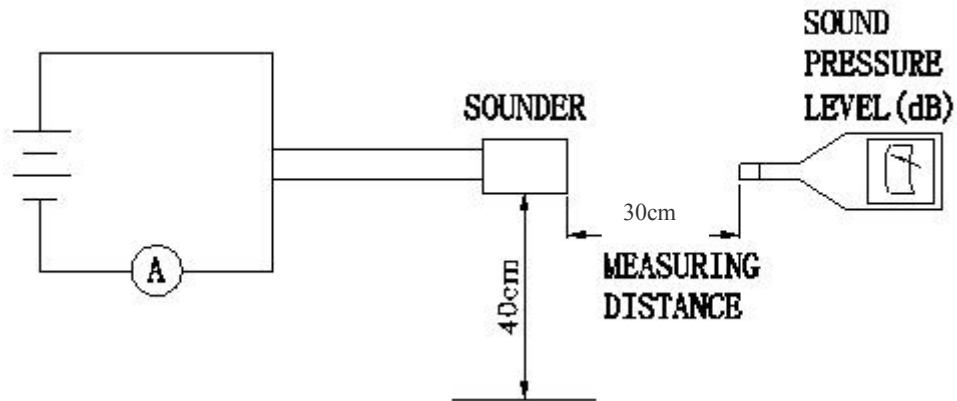 SOUND
PRESSURE
LEVEL(dB)
SOUNDER
30cm
MEASURING
DISTANCE
A
40cm